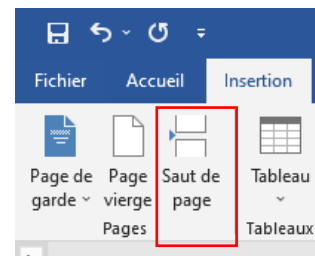 Fichier Accueil Insertion
Page de garde
Page vierge
Saut de page
Tableau
Pages Tableaux